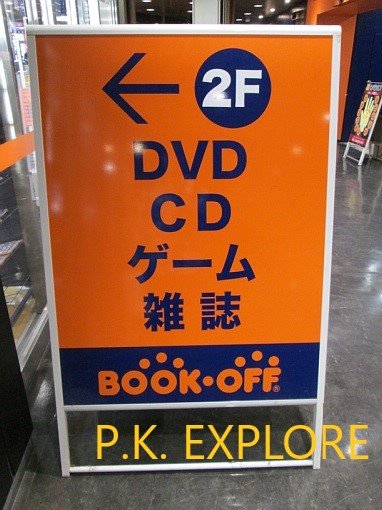 ← 2F
DVD
CD
ゲーム
雑誌
BOOK·OFF®
P.K. EXPLORE